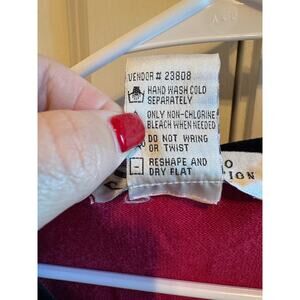 VENDOR # 23808
HAND WASH COLD
SEPARATELY
ONLY NON-CHLORINE
BLEACH WHEN NEEDED
DO NOT WRING
OR TWIST
RESHAPE AND
DRY FLAT